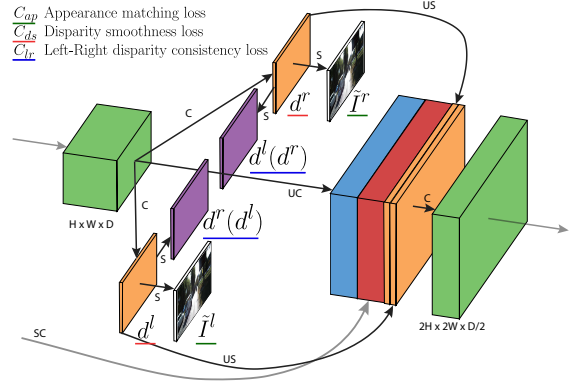 C_ap Appearance matching loss
C_ds Disparity smoothness loss
C_lr Left-Right disparity consistency loss
US
S
d^r
Ĩ^r
C
S
d^l(d^r)
UC
C
H x W x D
C
d^r(d^l)
S
S
d^l
Ĩ^l
2H x 2W x D/2
SC
US